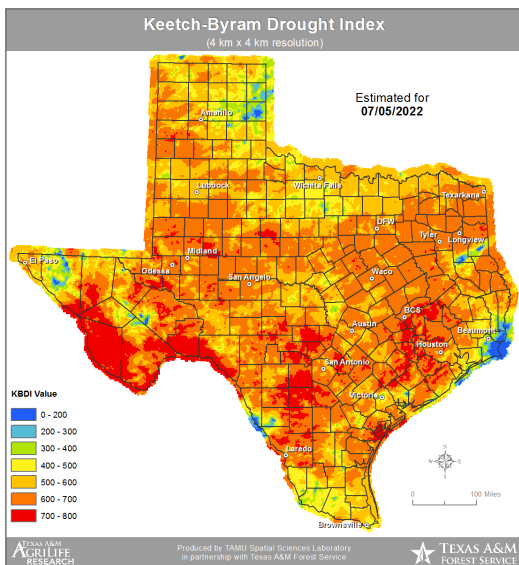 Keetch-Byram Drought Index
(4 km x 4 km resolution)
Estimated for
07/05/2022
Amarillo
Lubbock
Wichita Falls
Texarkana
DFW
Tyler
Longview
El Paso
Midland
Odessa
San Angelo
Waco
BCS
Austin
Beaumont
Houston
San Antonio
Victoria
Laredo
Brownsville
KBDI Value
0 - 200
200 - 300
300 - 400
400 - 500
500 - 600
600 - 700
700 - 800
N
W
E
S
0 100 Miles
TEXAS A&M
AGRILIFE
RESEARCH
Produced by TAMU Spatial Sciences Laboratory
in partnership with Texas A&M Forest Service
TEXAS A&M
FOREST SERVICE